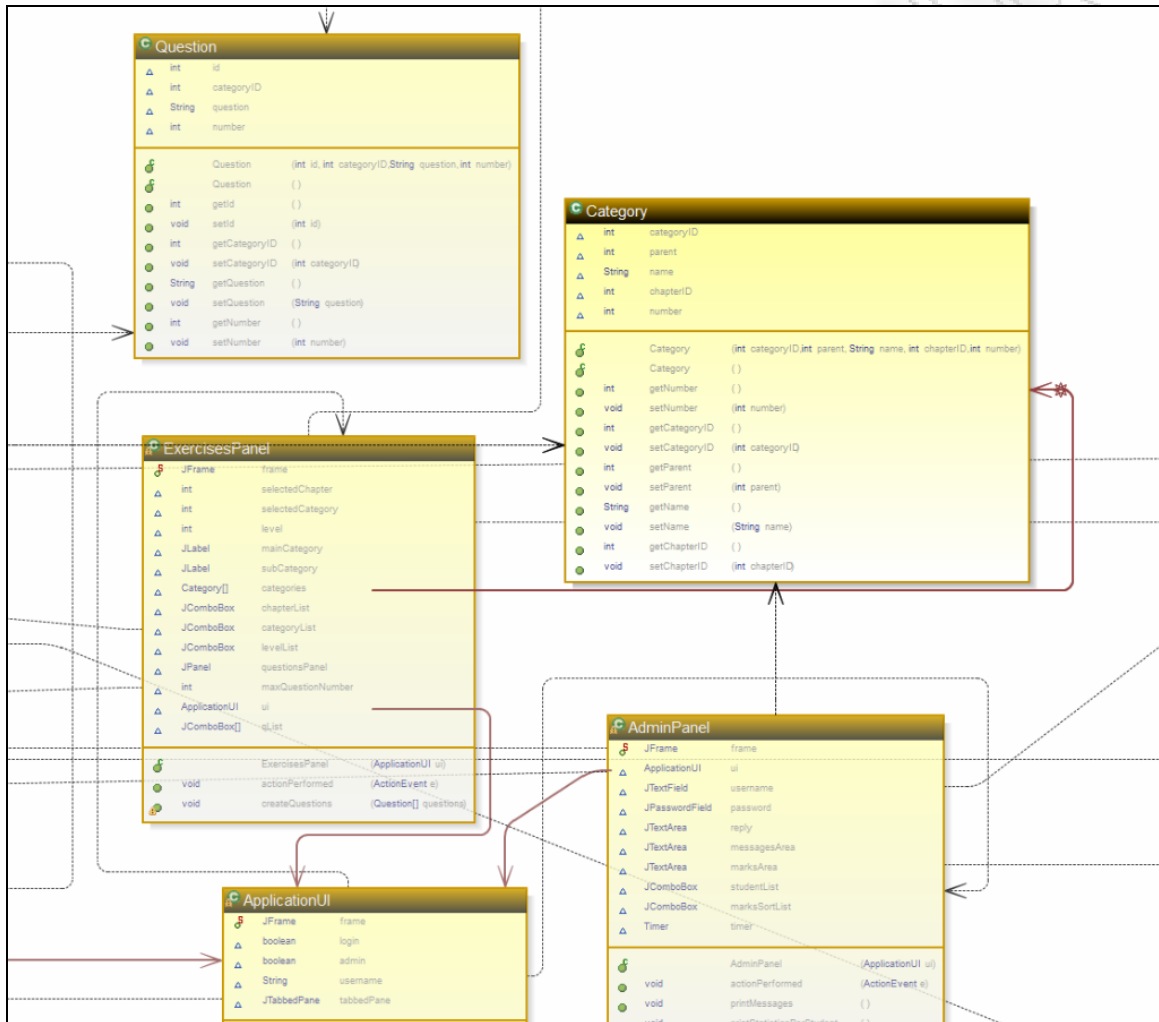 Question
int id
int categoryID
String question
int number
Question (int id, int categoryID,String question,int number)
Question ( )
int getId ( )
void setId (int id)
int getCategoryID ( )
void setCategoryID (int categoryID)
String getQuestion ( )
void setQuestion (String question)
int getNumber ( )
void setNumber (int number)
Category
int categoryID
int parent
String name
int chapterID
int number
Category (int categoryID,int parent, String name, int chapterID,int number)
Category ( )
int getNumber ( )
void setNumber (int number)
int getCategoryID ( )
void setCategoryID (int categoryID)
int getParent ( )
void setParent (int parent)
String getName ( )
void setName (String name)
int getChapterID ( )
void setChapterID (int chapterID)
ExercisesPanel
JFrame frame
int selectedChapter
int selectedCategory
int level
JLabel mainCategory
JLabel subCategory
Category[] categories
JComboBox chapterList
JComboBox categoryList
JComboBox levelList
JPanel questionsPanel
int maxQuestionNumber
ApplicationUI ui
JComboBox[] qList
ExercisesPanel (ApplicationUI ui)
void actionPerformed (ActionEvent e)
void createQuestions (Question[] questions)
AdminPanel
JFrame frame
ApplicationUI ui
JTextField username
JPasswordField password
JTextArea reply
JTextArea messagesArea
JTextArea marksArea
JComboBox studentList
JComboBox marksSortList
Timer timer
AdminPanel (ApplicationUI ui)
void actionPerformed (ActionEvent e)
void printMessages ( )
ApplicationUI
JFrame frame
boolean login
boolean admin
String username
JTabbedPane tabbedPane